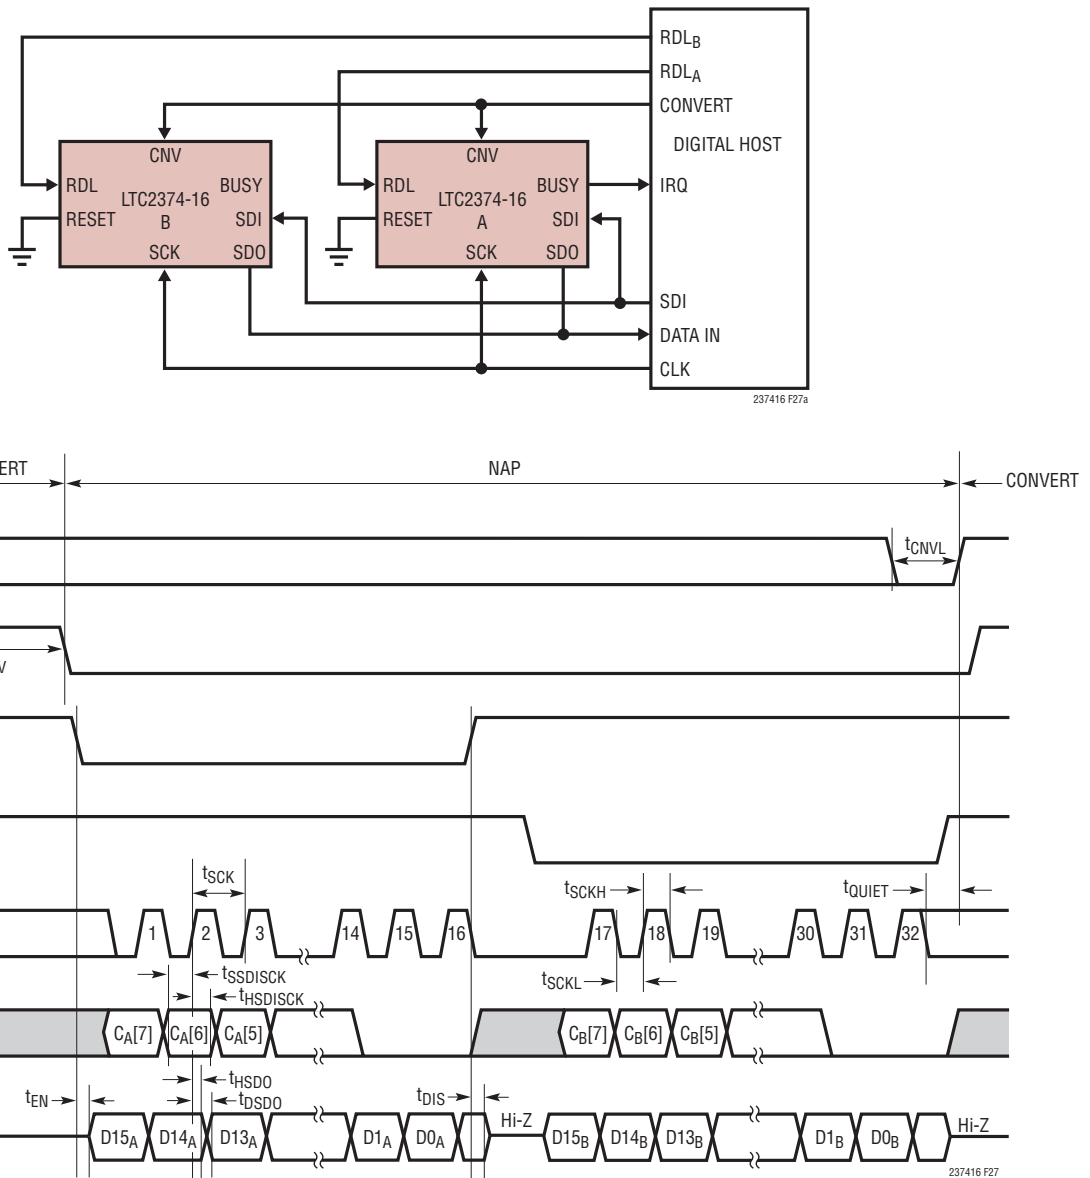 RDLB
RDLA
CONVERT
DIGITAL HOST
CNV
CNV
RDL
BUSY
RDL
BUSY
IRQ
LTC2374-16
LTC2374-16
RESET
B
SDI
RESET
A
SDI
SCK
SDO
SCK
SDO
SDI
DATA IN
CLK
237416 F27a
ERT
NAP
CONVERT
tCNVL
V
tSCK
tSCKH
tQUIET
1 2 3 14 15 16 17 18 19 30 31 32
tSSDISCK
tSCKL
tHSDISCK
CA[7] CA[6] CA[5] CB[7] CB[6] CB[5]
tHSDO
tEN
tDSDO
tDIS
Hi-Z
Hi-Z
D15A D14A D13A D1A D0A D15B D14B D13B D1B D0B
237416 F27